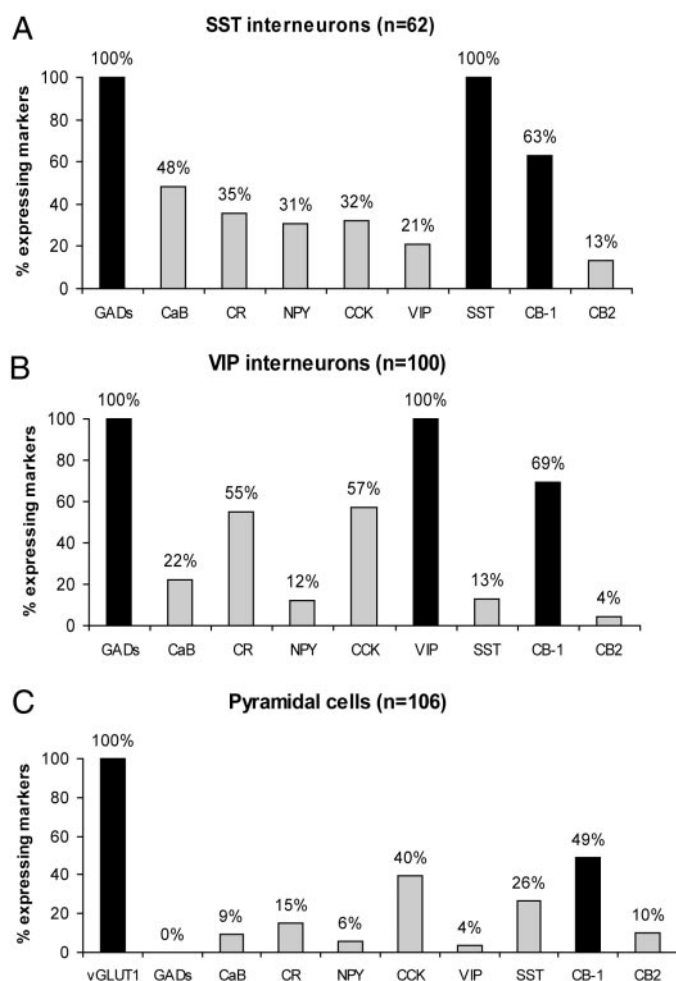 A
SST interneurons (n=62)
100% 100%
100
80
63%
60
48%
40
35% 31% 32%
21%
20
13%
0
% expressing markers
GADs CaB CR NPY CCK VIP SST CB-1 CB2
B
VIP interneurons (n=100)
100% 100%
100
80
69%
60
55% 57%
40
22%
20
12% 13%
4%
0
% expressing markers
GADs CaB CR NPY CCK VIP SST CB-1 CB2
C
Pyramidal cells (n=106)
100%
100
80
60
49%
40
40%
26%
20
15%
9% 6% 4% 10%
0% 
0
% expressing markers
vGLUT1 GADs CaB CR NPY CCK VIP SST CB-1 CB2